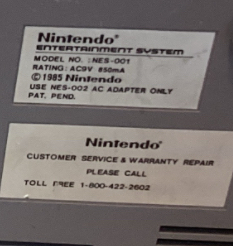 Nintendo®
ENTERTAINMENT SYSTEM™
MODEL NO. :NES-001
RATING: AC9V 850mA
©1985 Nintendo
USE NES-002 AC ADAPTER ONLY
PAT. PEND.
Nintendo®
CUSTOMER SERVICE & WARRANTY REPAIR
PLEASE CALL
TOLL FREE 1-800-422-2602